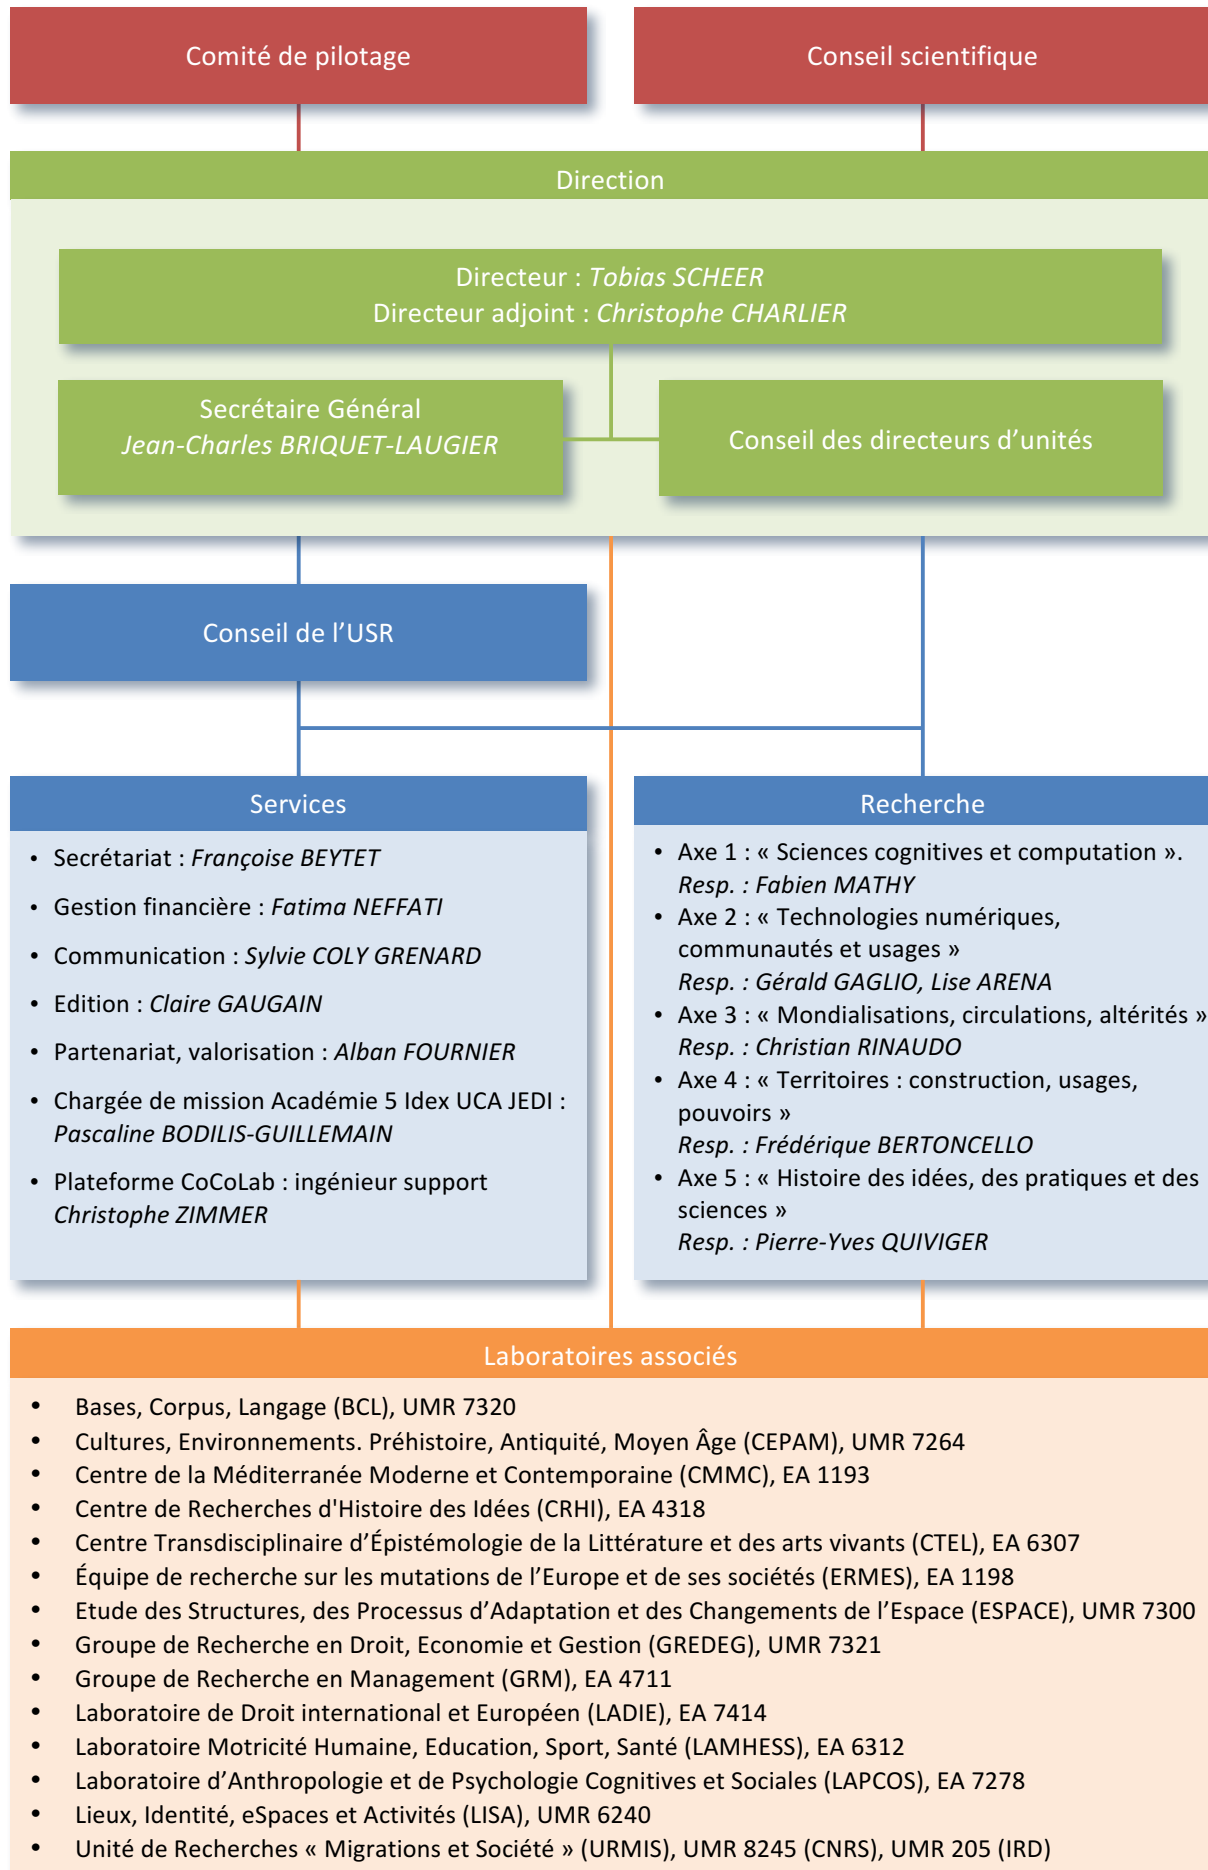 Comité de pilotage
Conseil scientifique
Direction
Directeur : Tobias SCHEER
Directeur adjoint : Christophe CHARLIER
Secrétaire Général
Jean-Charles BRIQUET-LAUGIER
Conseil des directeurs d’unités
Conseil de l’USR
Services
• Secrétariat : Françoise BEYTET
• Gestion financière : Fatima NEFFATI
• Communication : Sylvie COLY GRENARD
• Edition : Claire GAUGAIN
• Partenariat, valorisation : Alban FOURNIER
• Chargée de mission Académie 5 Idex UCA JEDI :
Pascaline BODILIS-GUILLEMAIN
• Plateforme CoCoLab : ingénieur support
Christophe ZIMMER
Recherche
• Axe 1 : « Sciences cognitives et computation ».
Resp. : Fabien MATHY
• Axe 2 : « Technologies numériques,
communautés et usages »
Resp. : Gérald GAGLIO, Lise ARENA
• Axe 3 : « Mondialisations, circulations, altérités »
Resp. : Christian RINAUDO
• Axe 4 : « Territoires : construction, usages,
pouvoirs »
Resp. : Frédérique BERTONCELLO
• Axe 5 : « Histoire des idées, des pratiques et des
sciences »
Resp. : Pierre-Yves QUIVIGER
Laboratoires associés
• Bases, Corpus, Langage (BCL), UMR 7320
• Cultures, Environnements. Préhistoire, Antiquité, Moyen Âge (CEPAM), UMR 7264
• Centre de la Méditerranée Moderne et Contemporaine (CMMC), EA 1193
• Centre de Recherches d'Histoire des Idées (CRHI), EA 4318
• Centre Transdisciplinaire d’Épistémologie de la Littérature et des arts vivants (CTEL), EA 6307
• Équipe de recherche sur les mutations de l’Europe et de ses sociétés (ERMES), EA 1198
• Etude des Structures, des Processus d’Adaptation et des Changements de l’Espace (ESPACE), UMR 7300
• Groupe de Recherche en Droit, Economie et Gestion (GREDEG), UMR 7321
• Groupe de Recherche en Management (GRM), EA 4711
• Laboratoire de Droit international et Européen (LADIE), EA 7414
• Laboratoire Motricité Humaine, Education, Sport, Santé (LAMHESS), EA 6312
• Laboratoire d’Anthropologie et de Psychologie Cognitives et Sociales (LAPCOS), EA 7278
• Lieux, Identité, eSpaces et Activités (LISA), UMR 6240
• Unité de Recherches « Migrations et Société » (URMIS), UMR 8245 (CNRS), UMR 205 (IRD)